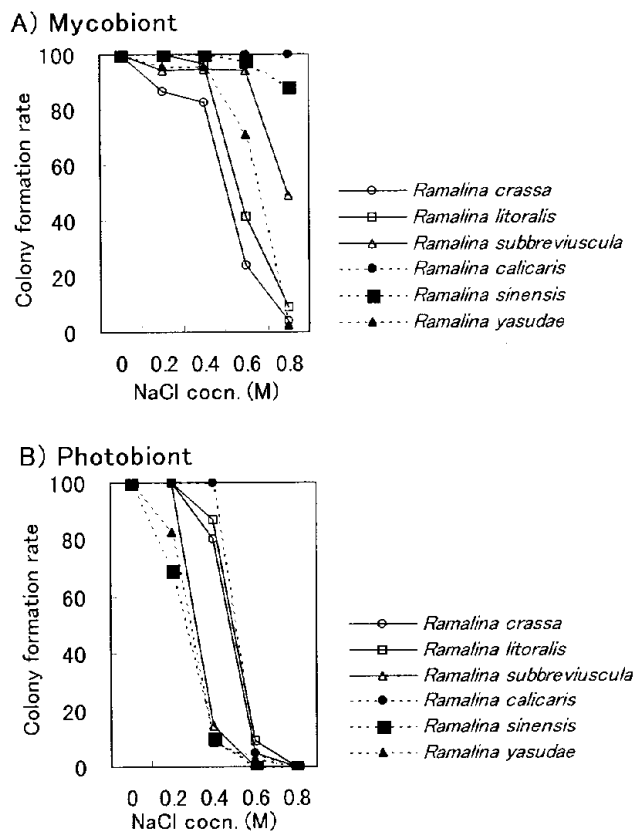 A) Mycobiont
100
80
60
40
20
0
Colony formation rate
0 0.2 0.4 0.6 0.8
NaCl cocn. (M)
Ramalina crassa
Ramalina litoralis
Ramalina subbreviuscula
Ramalina calicaris
Ramalina sinensis
Ramalina yasudae
B) Photobiont
100
80
60
40
20
0
Colony formation rate
0 0.2 0.4 0.6 0.8
NaCl cocn. (M)
Ramalina crassa
Ramalina litoralis
Ramalina subbreviuscula
Ramalina calicaris
Ramalina sinensis
Ramalina yasudae